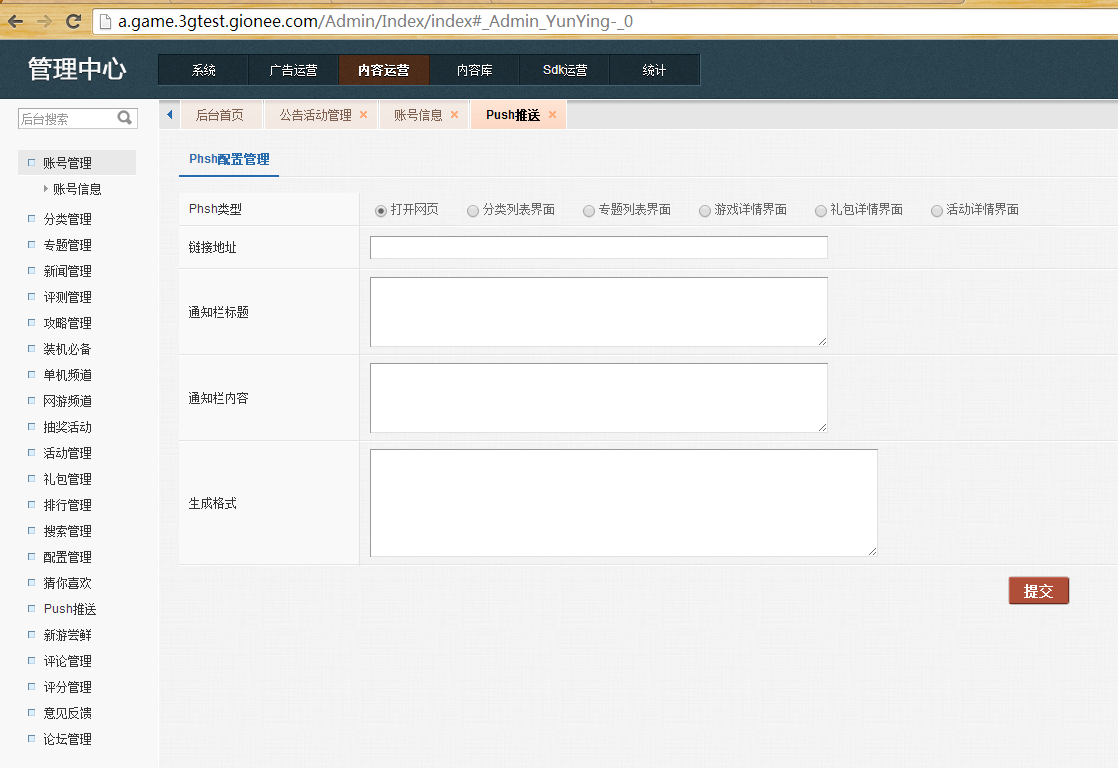 a.game.3gtest.gionee.com/Admin/Index/index#_Admin_YunYing-_0
管理中心 系统 广告运营 内容运营 内容库 Sdk运营 统计
后台搜索
后台首页 公告活动管理 账号信息 Push推送
Phsh配置管理
账号管理
账号信息
分类管理
专题管理
新闻管理
评测管理
攻略管理
装机必备
单机频道
网游频道
抽奖活动
活动管理
礼包管理
排行管理
搜索管理
配置管理
猜你喜欢
Push推送
新游尝鲜
评论管理
评分管理
意见反馈
论坛管理
Phsh类型 打开网页 分类列表界面 专题列表界面 游戏详情界面 礼包详情界面 活动详情界面
链接地址
通知栏标题
通知栏内容
生成格式
提交